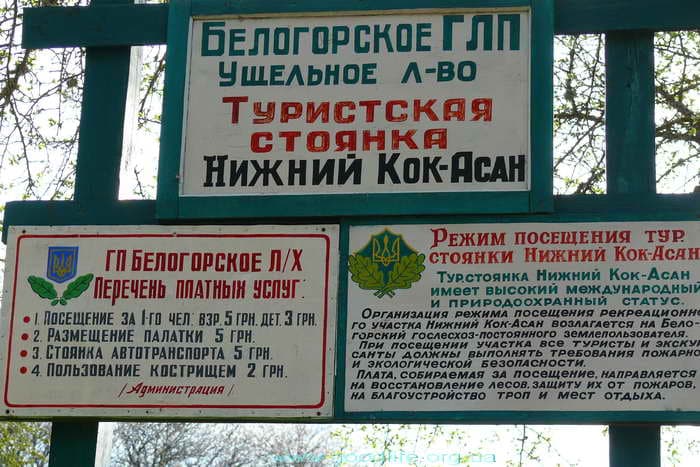 Белогорское ГЛП
Ущельное л-во
Туристская
стоянка
Нижний Кок-Асан
ГП Белогорское Л/Х
Перечень платных услуг:
1. Посещение за 1-го чел: взр. 5 грн. дет. 3 грн.
2. Размещение палатки 5 грн.
3. Стоянка автотранспорта 5 грн.
4. Пользование кострищем 2 грн.
/Администрация/
Режим посещения тур.
стоянки Нижний Кок-Асан
Тур.стоянка Нижний Кок-Асан
имеет высокий международный
и природоохранный статус.
Организация режима посещения рекреационно-
го участка Нижний Кок-Асан возлагается на Бело-
горский гослесхоз-постоянного землепользователя.
При посещении участка все туристы и экскур-
санты должны выполнять требования пожарно
и экологической безопасности.
Плата, собираемая за посещение, направляется
на восстановление лесов, защиту их от пожаров,
на благоустройство троп и мест отдыха.